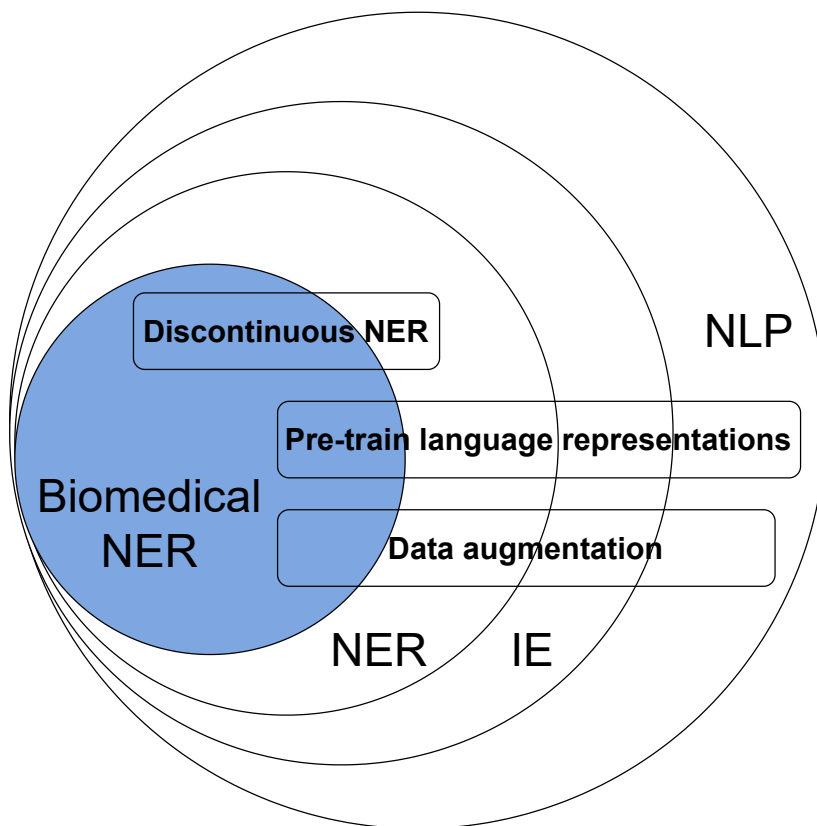 Discontinuous NER
NLP
Pre-train language representations
Biomedical
NER
Data augmentation
NER
IE